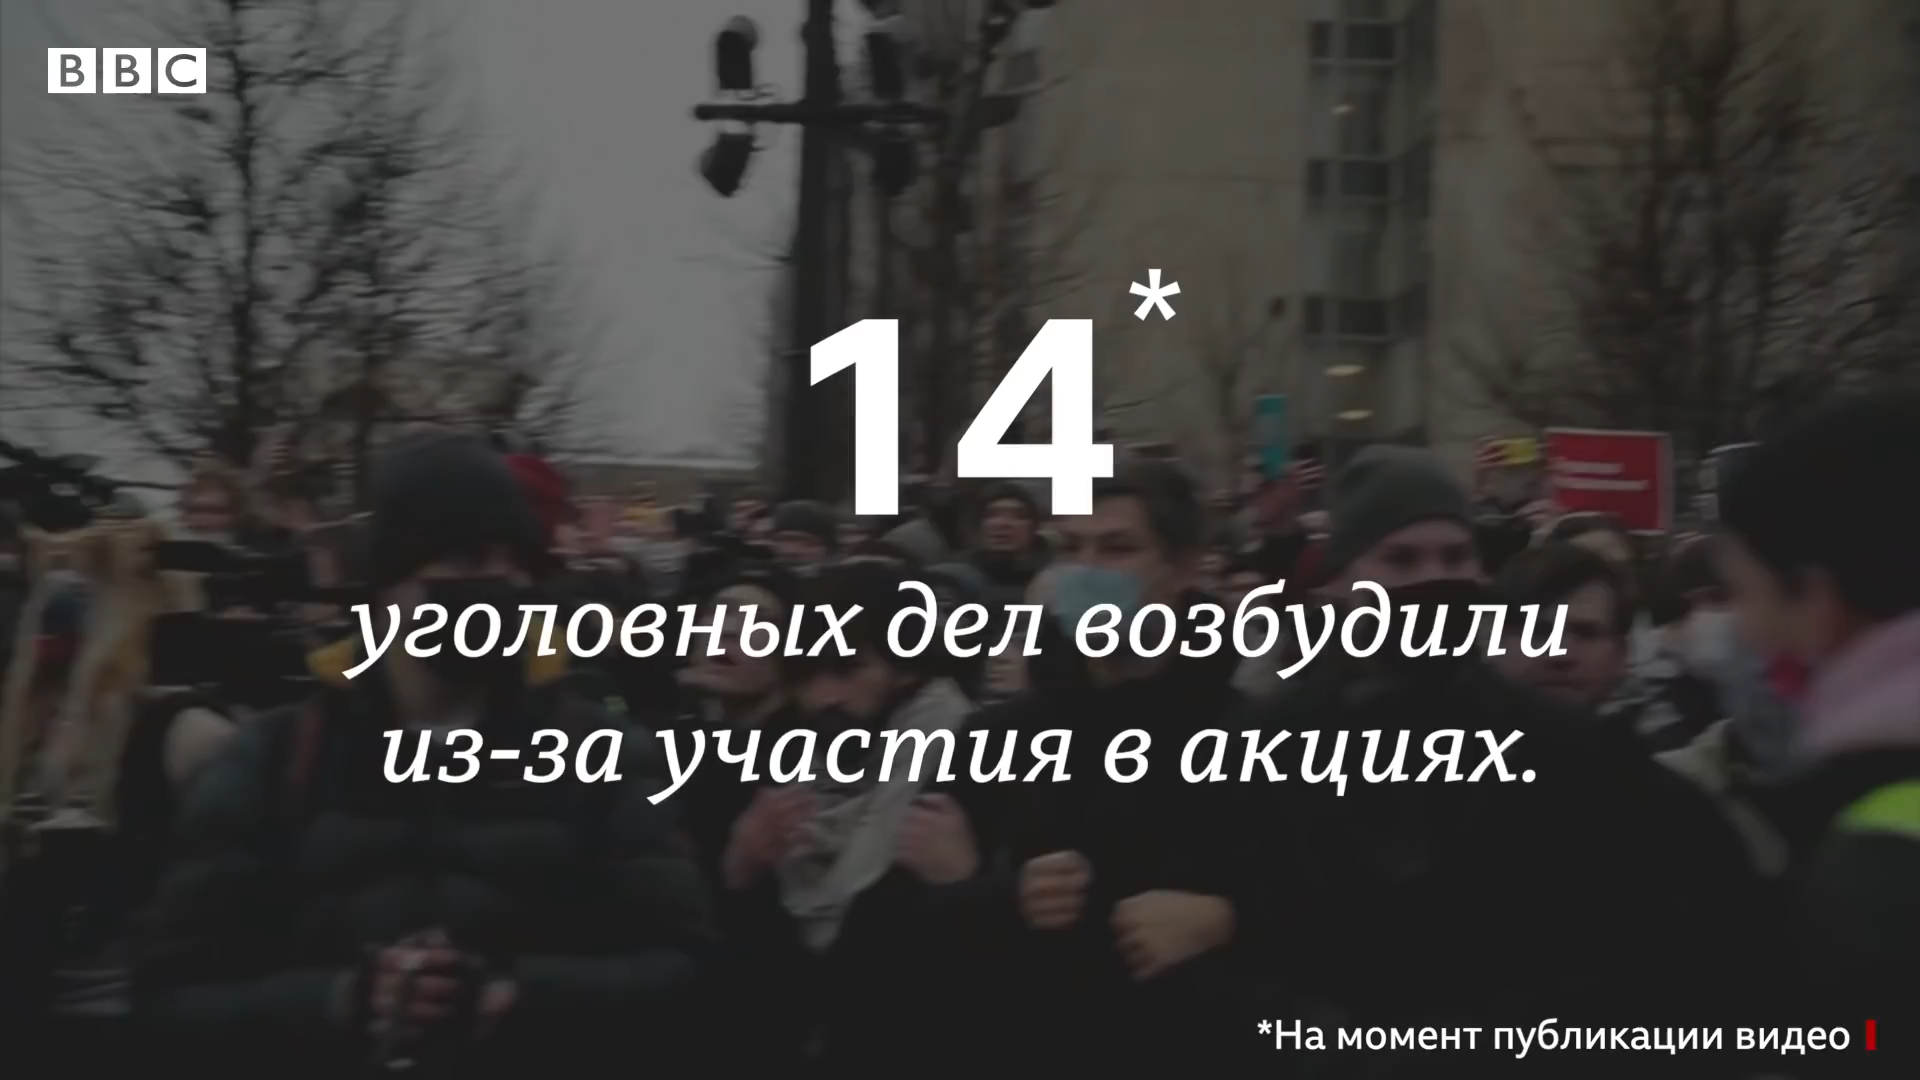 BBC
14*
уголовных дел возбудили
из-за участия в акциях.
*На момент публикации видео